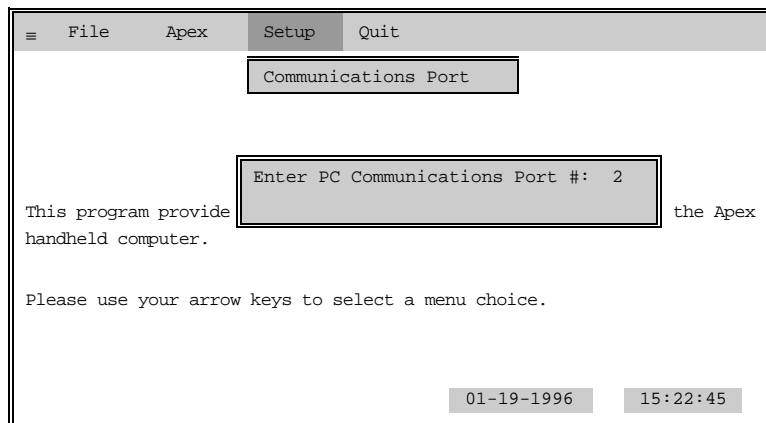 ≡ File Apex Setup Quit
Communications Port
Enter PC Communications Port #: 2
This program provide the Apex
handheld computer.
Please use your arrow keys to select a menu choice.
01-19-1996 15:22:45